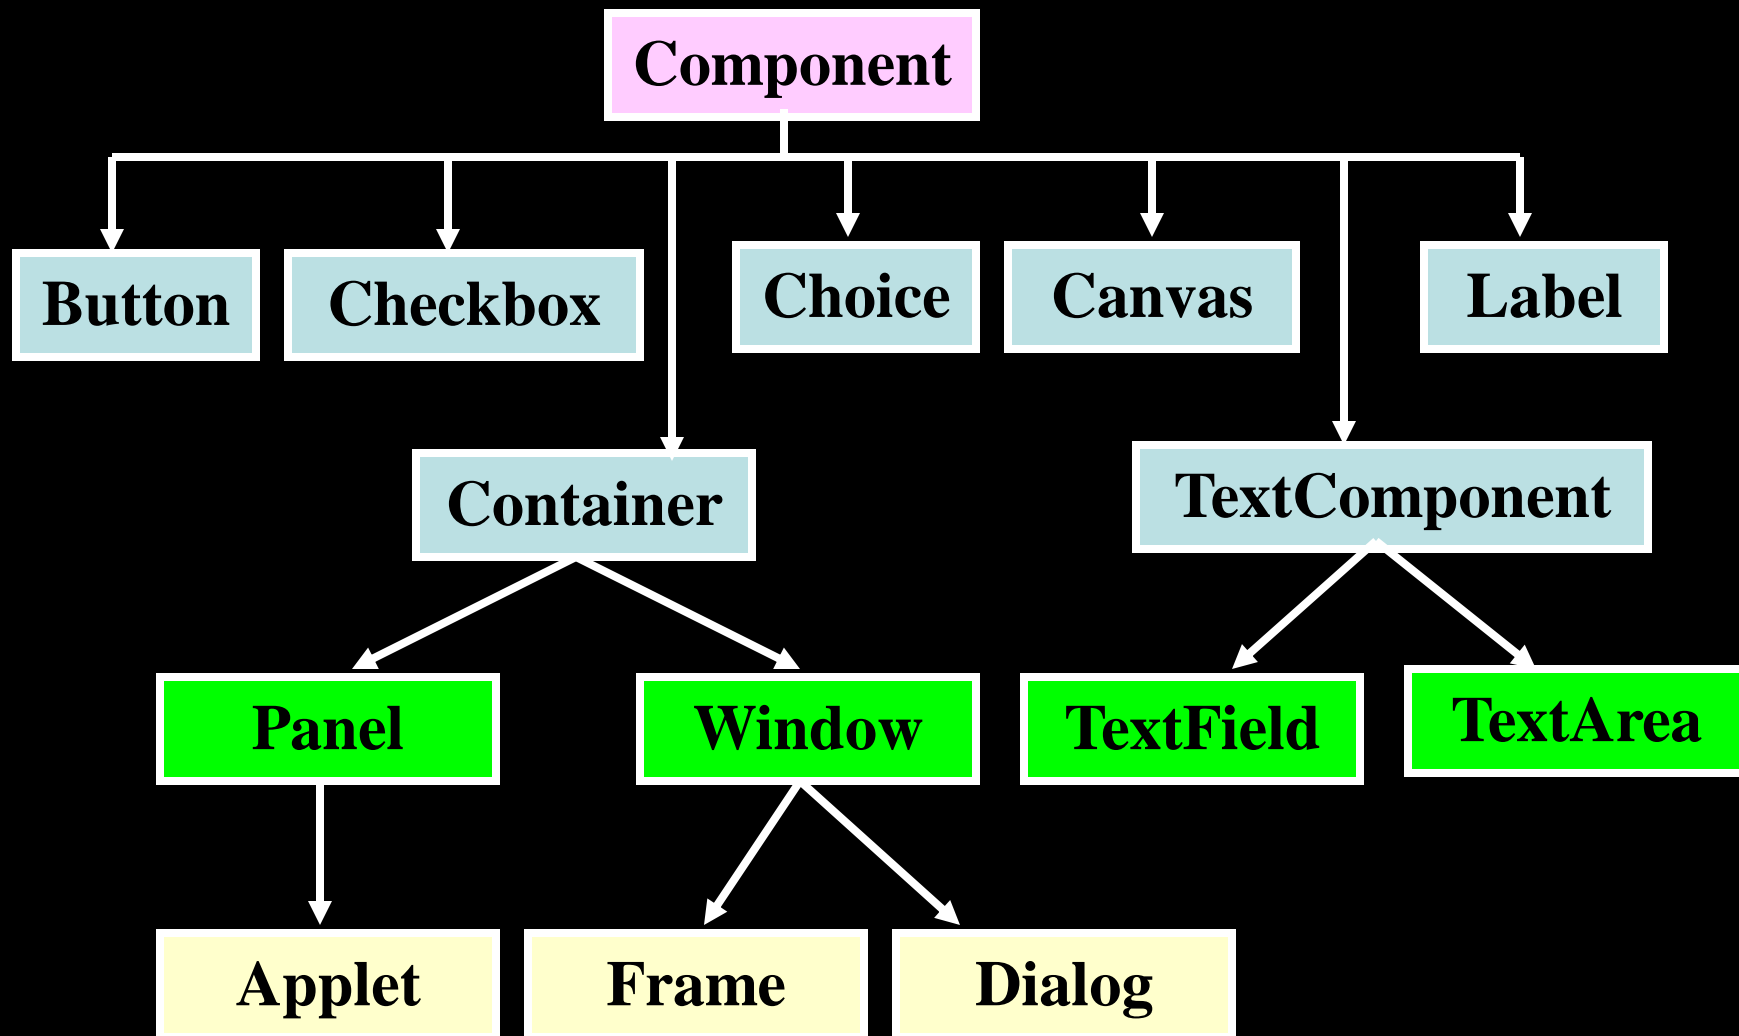 Component
Button
Checkbox
Choice
Canvas
Label
Container
TextComponent
Panel
Window
TextField
TextArea
Applet
Frame
Dialog